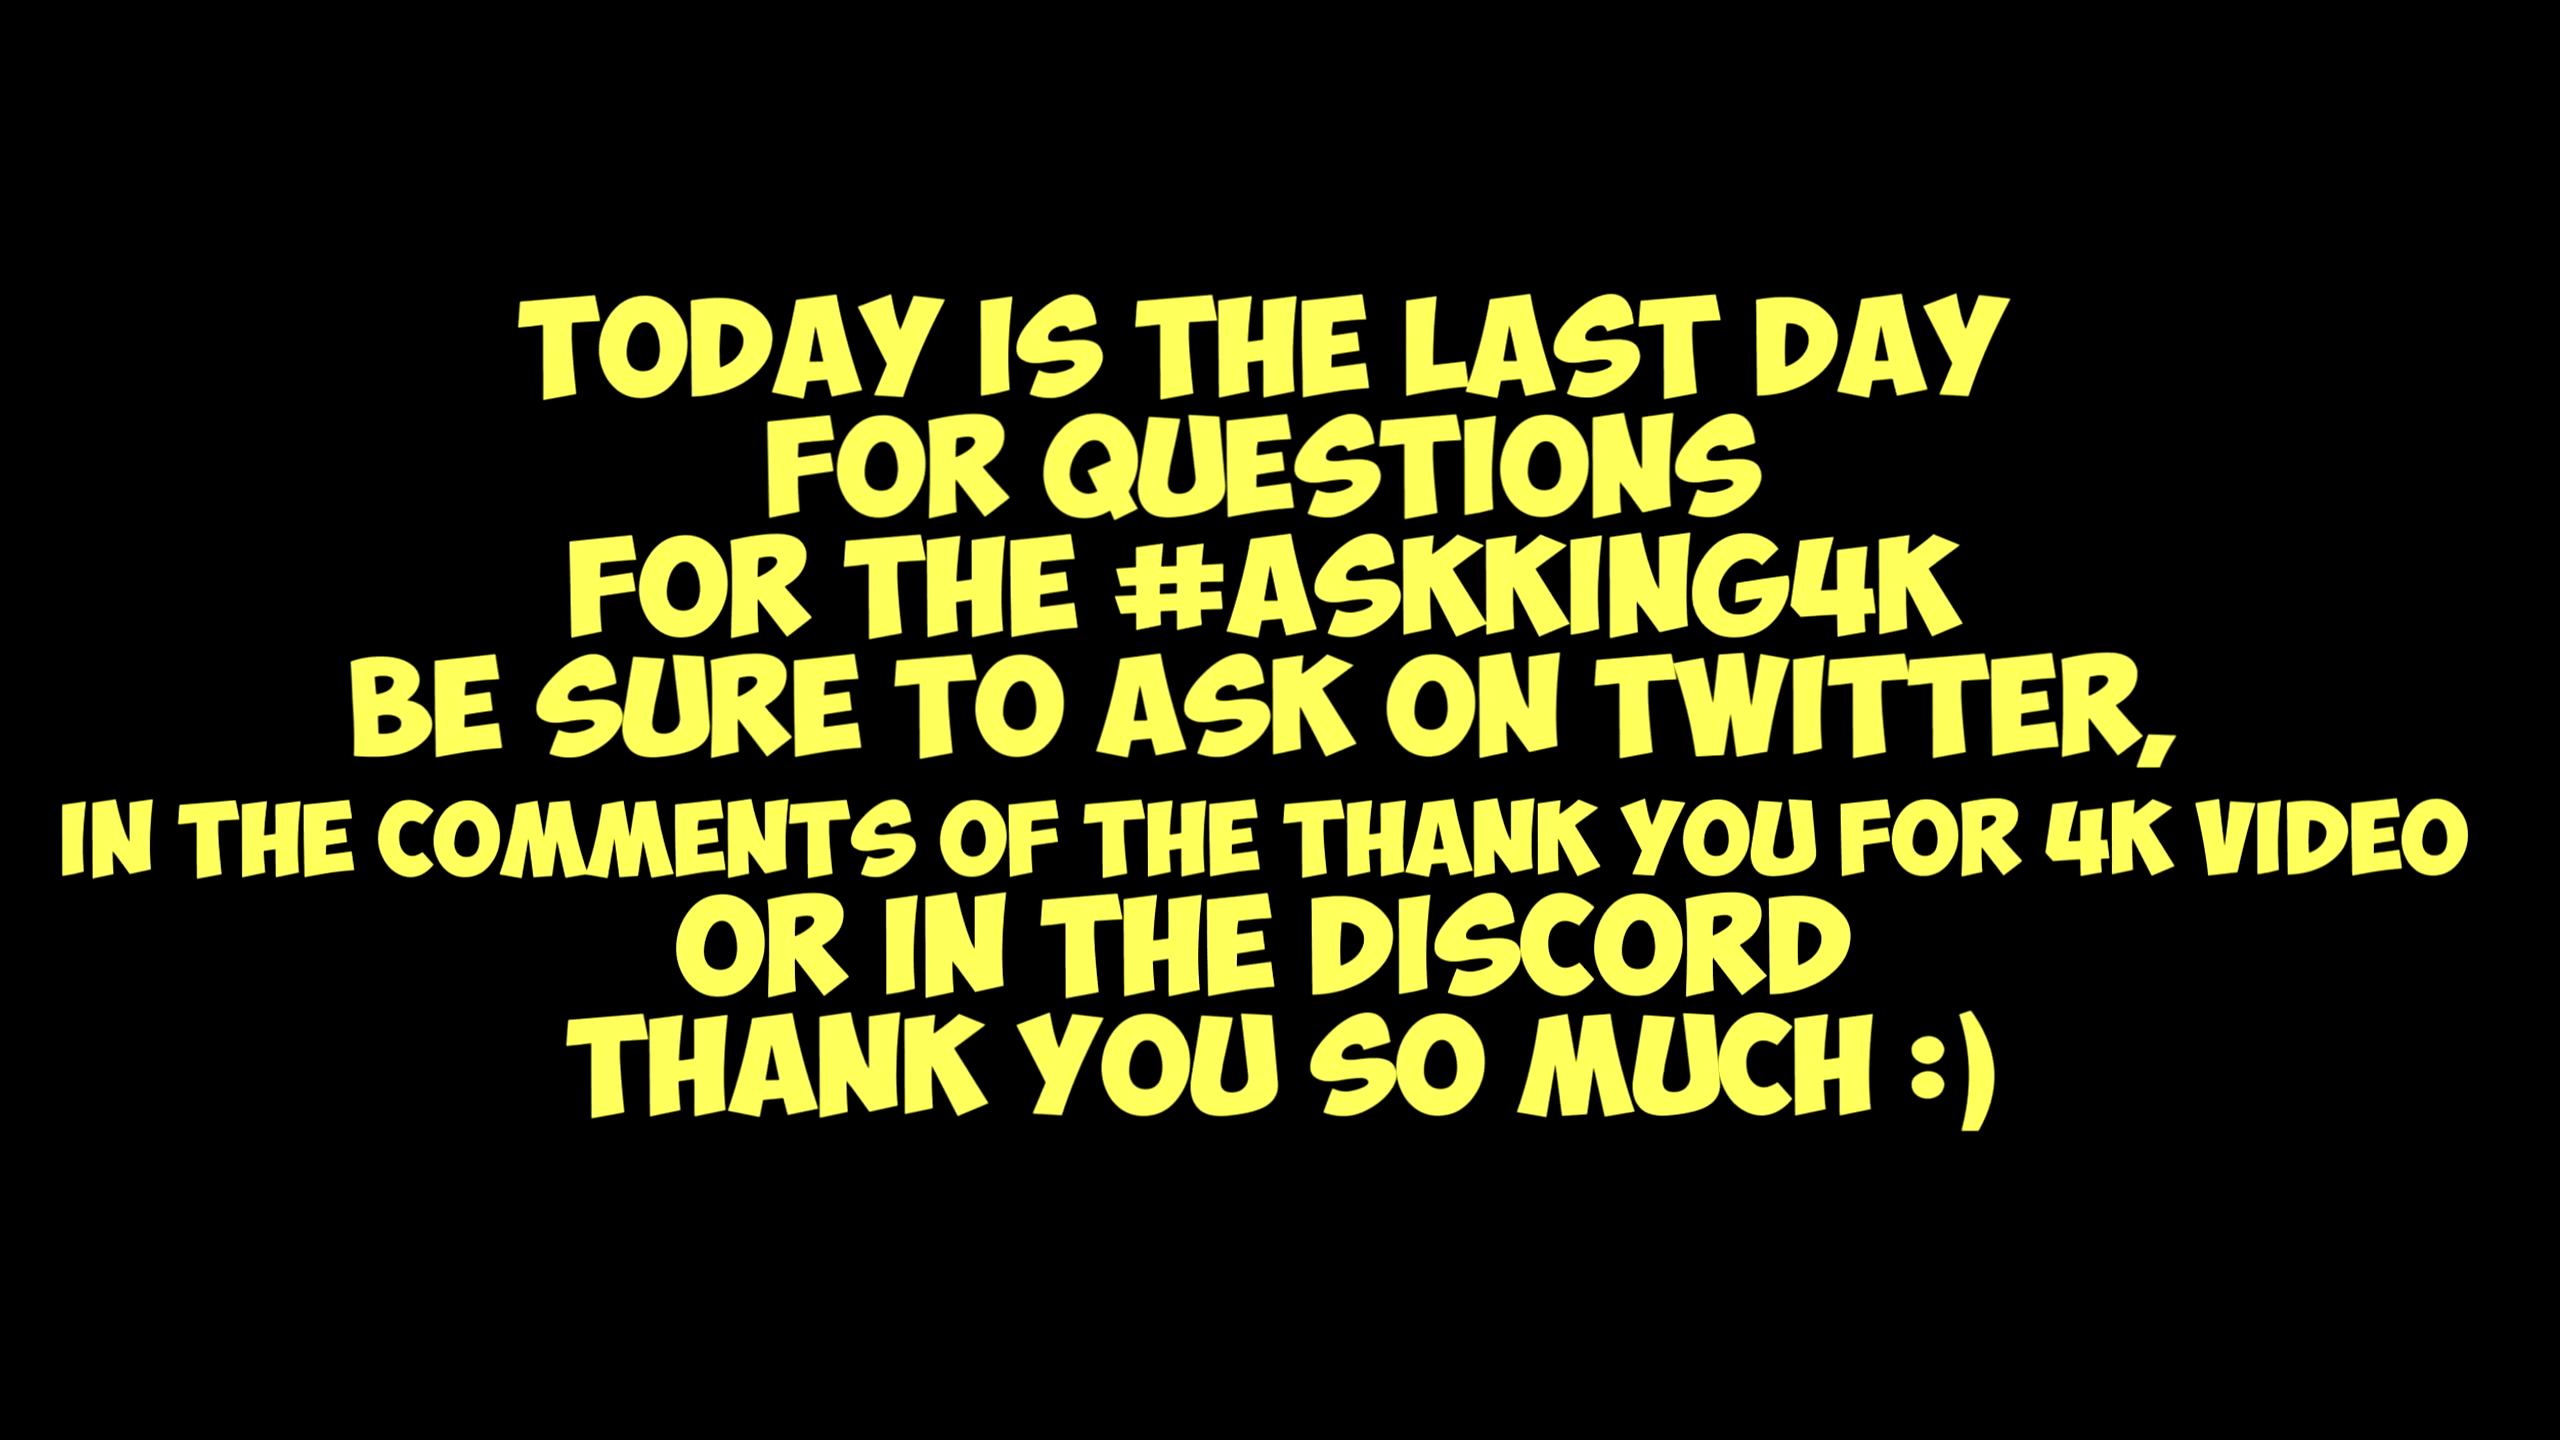 TODAY IS THE LAST DAY
FOR QUESTIONS
FOR THE #ASKKING4K
BE SURE TO ASK ON TWITTER,
IN THE COMMENTS OF THE THANK YOU FOR 4K VIDEO
OR IN THE DISCORD
THANK YOU SO MUCH :)